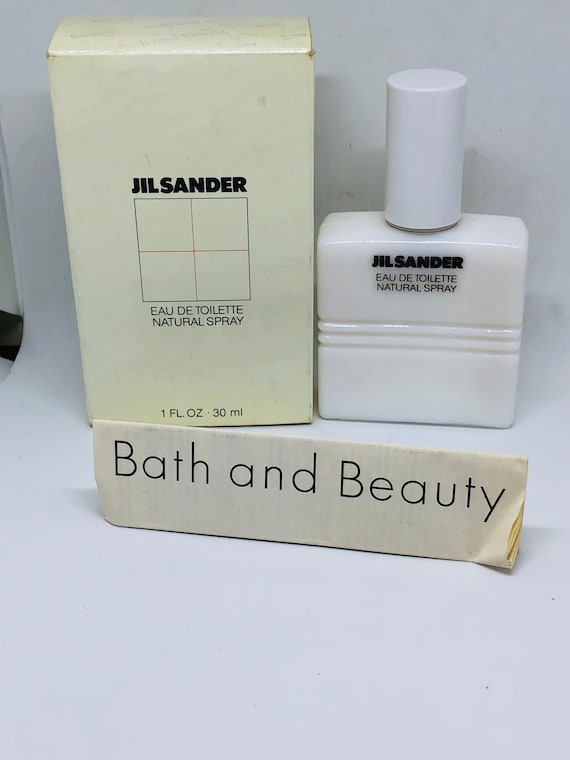 JIL SANDER
EAU DE TOILETTE
NATURAL SPRAY
1 FL. OZ · 30 ml
JIL SANDER
EAU DE TOILETTE
NATURAL SPRAY
Bath and Beauty